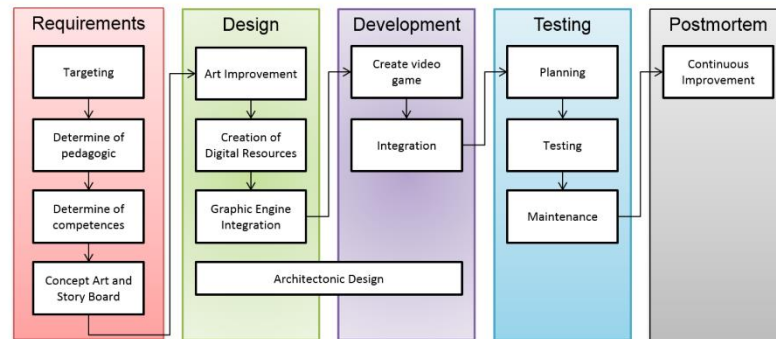 Requirements
Targeting
Determine of
pedagogic
Determine of
competences
Concept Art and
Story Board
Design
Art Improvement
Creation of
Digital Resources
Graphic Engine
Integration
Architectonic Design
Development
Create video
game
Integration
Testing
Planning
Testing
Maintenance
Postmortem
Continuous
Improvement